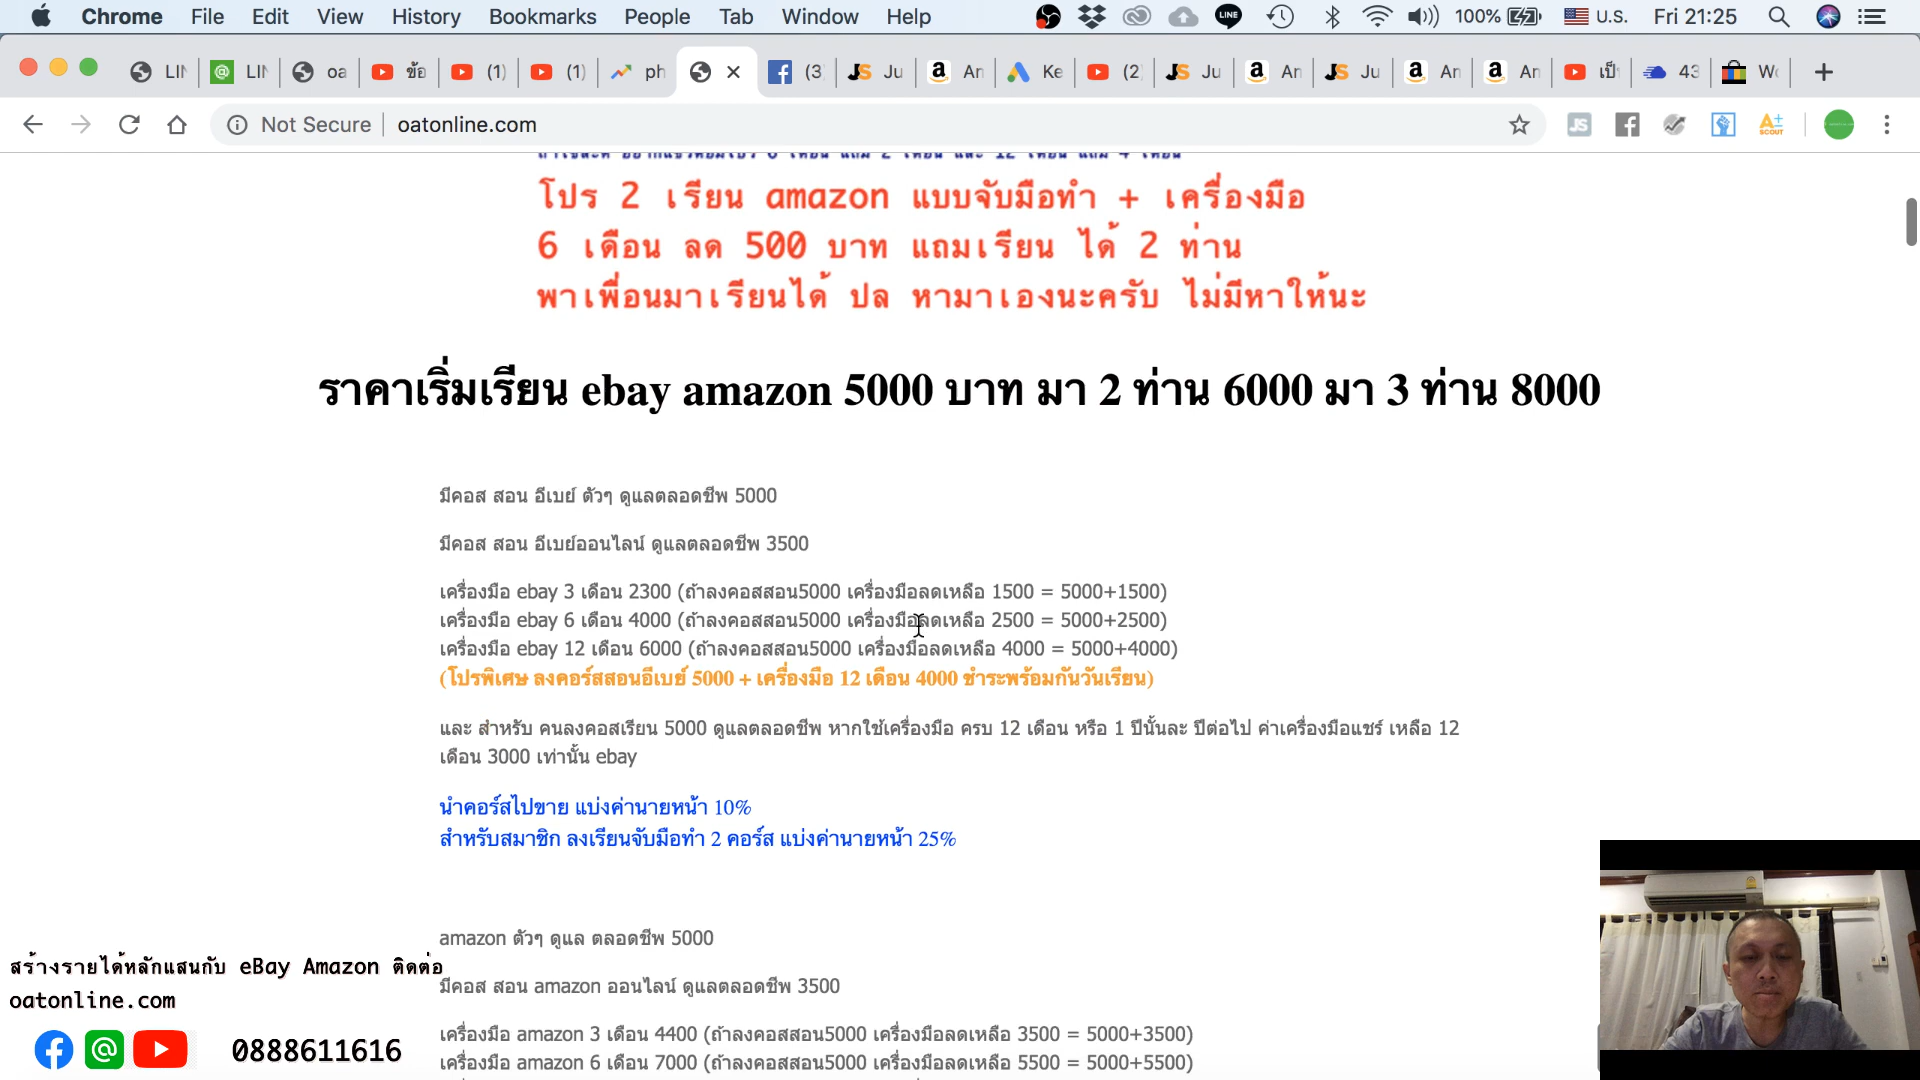 Chrome File Edit View History Bookmarks People Tab Window Help
LINE 100% U.S. Fri 21:25
LIN LIN oa ข้อ (1) (1) ph (3) Ju An Ke (2) Ju An Ju An An 43 Wo
Not Secure oatonline.com
โปร 2 เรียน amazon แบบจับมือทำ + เครื่องมือ
6 เดือน ลด 500 บาท แถมเรียน ได้ 2 ท่าน
พาเพื่อนมาเรียนได้ ปล หามาเองนะครับ ไม่มีหาให้นะ
ราคาเริ่มเรียน ebay amazon 5000 บาท มา 2 ท่าน 6000 มา 3 ท่าน 8000
มีคอส สอน อีเบย์ ตัวๆ ดูแลตลอดชีพ 5000
มีคอส สอน อีเบย์ออนไลน์ ดูแลตลอดชีพ 3500
เครื่องมือ ebay 3 เดือน 2300 (ถ้าลงคอสสอน5000 เครื่องมือลดเหลือ 1500 = 5000+1500)
เครื่องมือ ebay 6 เดือน 4000 (ถ้าลงคอสสอน5000 เครื่องมือลดเหลือ 2500 = 5000+2500)
เครื่องมือ ebay 12 เดือน 6000 (ถ้าลงคอสสอน5000 เครื่องมือลดเหลือ 4000 = 5000+4000)
(โปรพิเศษ ลงคอร์สสอนอีเบย์ 5000 + เครื่องมือ 12 เดือน 4000 ชำระพร้อมกันวันเรียน)
และ สำหรับ คนลงคอสเรียน 5000 ดูแลตลอดชีพ หากใช้เครื่องมือ ครบ 12 เดือน หรือ 1 ปีนั้นละ ปีต่อไป ค่าเครื่องมือแชร์ เหลือ 12
เดือน 3000 เท่านั้น ebay
นำคอร์สไปขาย แบ่งค่านายหน้า 10%
สำหรับสมาชิก ลงเรียนจับมือทำ 2 คอร์ส แบ่งค่านายหน้า 25%
amazon ตัวๆ ดูแล ตลอดชีพ 5000
มีคอส สอน amazon ออนไลน์ ดูแลตลอดชีพ 3500
เครื่องมือ amazon 3 เดือน 4400 (ถ้าลงคอสสอน5000 เครื่องมือลดเหลือ 3500 = 5000+3500)
เครื่องมือ amazon 6 เดือน 7000 (ถ้าลงคอสสอน5000 เครื่องมือลดเหลือ 5500 = 5000+5500)
สร้างรายได้หลักแสนกับ eBay Amazon ติดต่อ
oatonline.com
0888611616